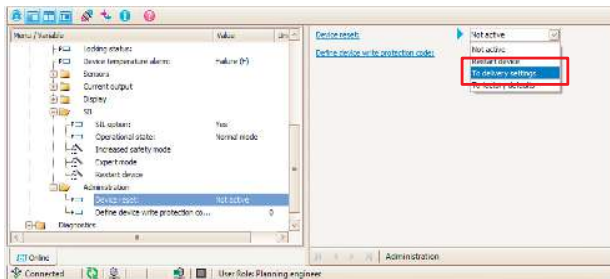 Menu / Variable Value Uni
Locking status:
Device temperature alarm: Failure (F)
Sensors
Current output
Display
SIL
SIL option: Yes
Operational state: Normal mode
Increased safety mode
Expert mode
Restart device
Administration
Device reset: Not active
Define device write protection co... 0
Diagnostics
Online
Connected
User Role: Planning engineer
Device reset:
Define device write protection code:
Not active
Not active
Restart device
To delivery settings
To factory defaults
Administration